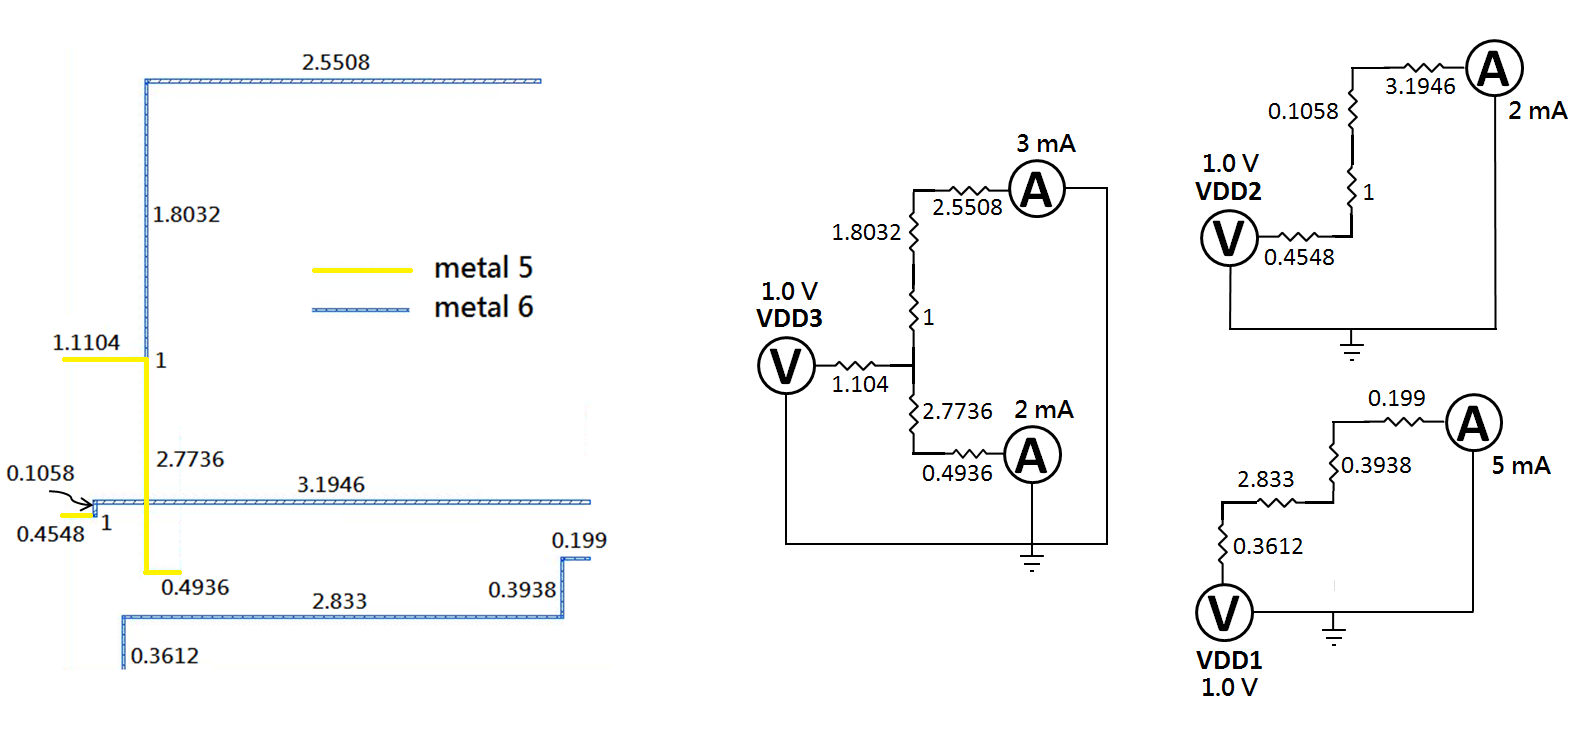 2.5508
1.8032
metal 5
metal 6
1.1104
1
2.7736
0.1058
3.1946
0.4548
1
0.199
0.4936
0.3938
2.833
0.3612
3 mA
A
2.5508
1.8032
1.0 V
VDD3
1
V
1.104
2.7736
2 mA
A
0.4936
A
3.1946
2 mA
0.1058
1.0 V
VDD2
1
V
0.4548
0.199
A
0.3938
5 mA
2.833
0.3612
V
VDD1
1.0 V